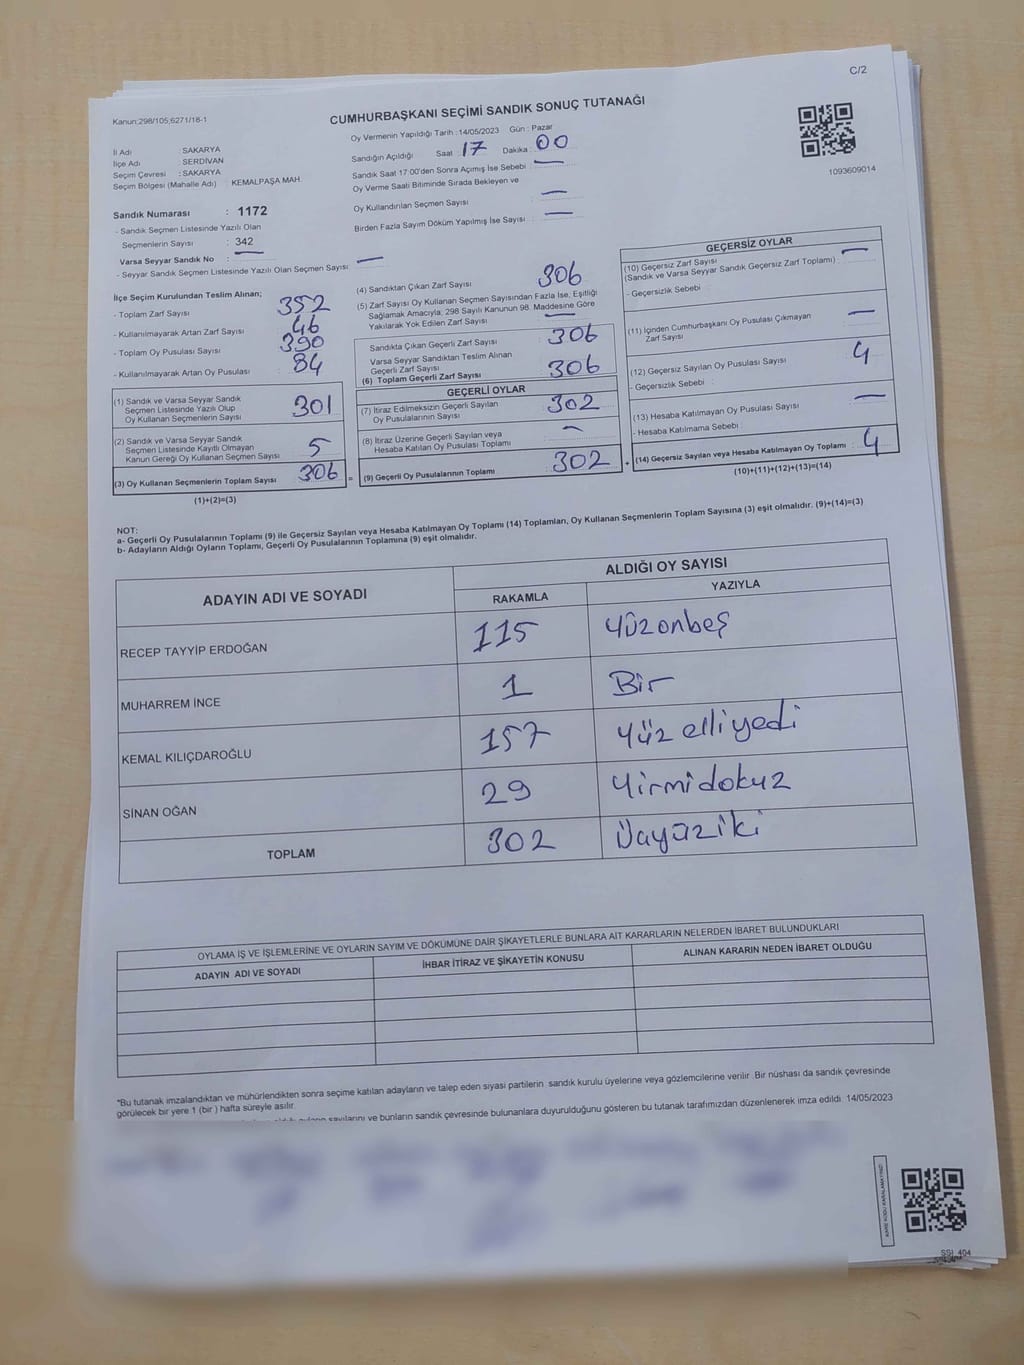 C/2
Kanun:298/105;6271/18-1
CUMHURBAŞKANI SEÇİMİ SANDIK SONUÇ TUTANAĞI
İl Adı : SAKARYA
İlçe Adı : SERDİVAN
Seçim Çevresi : SAKARYA
Seçim Bölgesi (Mahalle Adı) : KEMALPAŞA MAH.
Sandık Numarası : 1172
- Sandık Seçmen Listesinde Yazılı Olan
Seçmenlerin Sayısı : 342
Varsa Seyyar Sandık No : —
- Seyyar Sandık Seçmen Listesinde Yazılı Olan Seçmen Sayısı : —
Oy Vermenin Yapıldığı Tarih : 14/05/2023 Gün : Pazar
Sandığın Açıldığı Saat : 17 Dakika : 00
Sandık Saat 17:00'den Sonra Açımış İse Sebebi : —
Oy Verme Saati Bitiminde Sırada Bekleyen ve
Oy Kullandırılan Seçmen Sayısı : —
Birden Fazla Sayım Döküm Yapılmış İse Sayısı : —
1093609014
İlçe Seçim Kurulundan Teslim Alınan;
- Toplam Zarf Sayısı : 352
- Kullanılmayarak Artan Zarf Sayısı : 46
- Toplam Oy Pusulası Sayısı : 390
- Kullanılmayarak Artan Oy Pusulası : 84
(1) Sandık ve Varsa Seyyar Sandık
Seçmen Listesinde Yazılı Olup
Oy Kullanan Seçmenlerin Sayısı : 301
(2) Sandık ve Varsa Seyyar Sandık
Seçmen Listesinde Kayıtlı Olmayan
Kanun Gereği Oy Kullanan Seçmen Sayısı : 5
(3) Oy Kullanan Seçmenlerin Toplam Sayısı : 306 =
(1)+(2)=(3)
(4) Sandıktan Çıkan Zarf Sayısı : 306
(5) Zarf Sayısı Oy Kullanan Seçmen Sayısından Fazla İse, Eşitliği
Sağlamak Amacıyla; 298 Sayılı Kanunun 98. Maddesine Göre
Yakılarak Yok Edilen Zarf Sayısı : —
Sandıkta Çıkan Geçerli Zarf Sayısı : 306
Varsa Seyyar Sandıktan Teslim Alınan
Geçerli Zarf Sayısı :
(6) Toplam Geçerli Zarf Sayısı : 306
GEÇERLİ OYLAR
(7) İtiraz Edilmeksizin Geçerli Sayılan
Oy Pusulalarının Sayısı : 302
(8) İtiraz Üzerine Geçerli Sayılan veya
Hesaba Katılan Oy Pusulası Toplamı : —
(9) Geçerli Oy Pusulalarının Toplamı : 302 +
GEÇERSİZ OYLAR
(10) Geçersiz Zarf Sayısı
(Sandık ve Varsa Seyyar Sandık Geçersiz Zarf Toplamı) : —
- Geçersizlik Sebebi :
(11) İçinden Cumhurbaşkanı Oy Pusulası Çıkmayan
Zarf Sayısı : —
(12) Geçersiz Sayılan Oy Pusulası Sayısı : 4
- Geçersizlik Sebebi :
(13) Hesaba Katılmayan Oy Pusulası Sayısı : —
- Hesaba Katılmama Sebebi :
(14) Geçersiz Sayılan veya Hesaba Katılmayan Oy Toplamı : 4
(10)+(11)+(12)+(13)=(14)
NOT:
a- Geçerli Oy Pusulalarının Toplamı (9) ile Geçersiz Sayılan veya Hesaba Katılmayan Oy Toplamı (14) Toplamları, Oy Kullanan Seçmenlerin Toplam Sayısına (3) eşit olmalıdır. (9)+(14)=(3)
b- Adayların Aldığı Oyların Toplamı, Geçerli Oy Pusulalarının Toplamına (9) eşit olmalıdır.
ADAYIN ADI VE SOYADI ALDIĞI OY SAYISI
RAKAMLA YAZIYLA
RECEP TAYYİP ERDOĞAN 115 yüzonbeş
MUHARREM İNCE 1 Bir
KEMAL KILIÇDAROĞLU 157 yüz elliyedi
SİNAN OĞAN 29 yirmidokuz
TOPLAM 302 Üçyüziki
OYLAMA İŞ VE İŞLEMLERİNE VE OYLARIN SAYIM VE DÖKÜMÜNE DAİR ŞİKAYETLERLE BUNLARA AİT KARARLARIN NELERDEN İBARET BULUNDUKLARI
ADAYIN ADI VE SOYADI İHBAR İTİRAZ VE ŞİKAYETİN KONUSU ALINAN KARARIN NEDEN İBARET OLDUĞU
*Bu tutanak imzalandıktan ve mühürlendikten sonra seçime katılan adayların ve talep eden siyasi partilerin sandık kurulu üyelerine veya gözlemcilerine verilir. Bir nüshası da sandık çevresinde
görülecek bir yere 1 (bir) hafta süreyle asılır.
sayılarını ve bunların sandık çevresinde bulunanlara duyurulduğunu gösteren bu tutanak tarafımızdan düzenlenerek imza edildi. 14/05/2023
KARE KODU KARALAMAYINIZ!
SSI_404